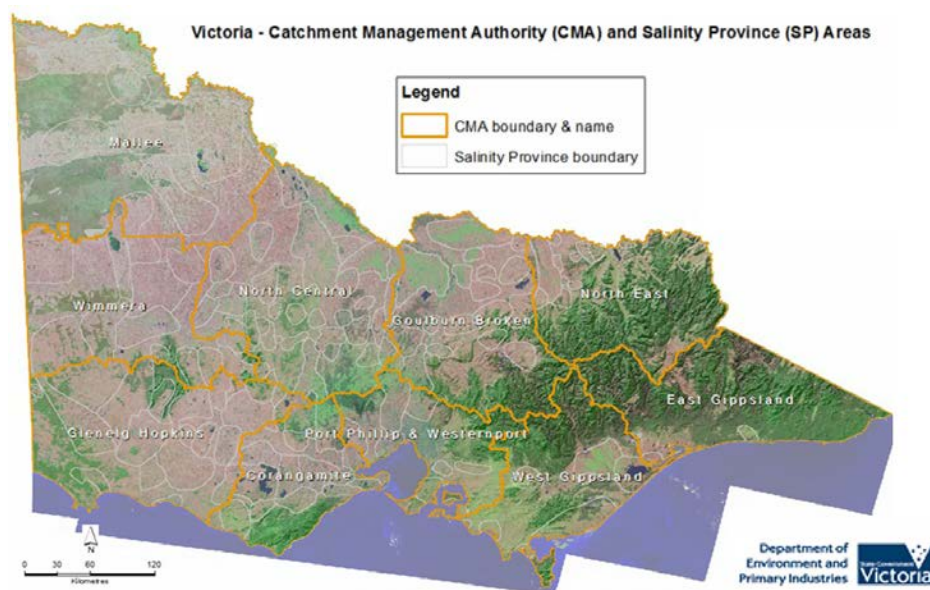 Victoria - Catchment Management Authority (CMA) and Salinity Province (SP) Areas
Legend
CMA boundary & name
Salinity Province boundary
Mallee
Wimmera
North Central
Goulburn Broken
North East
East Gippsland
Glenelg Hopkins
Port Phillip & Westernport
Corangamite
West Gippsland
N
0 30 60 120
Kilometres
Department of
Environment and
Primary Industries
State Government
Victoria